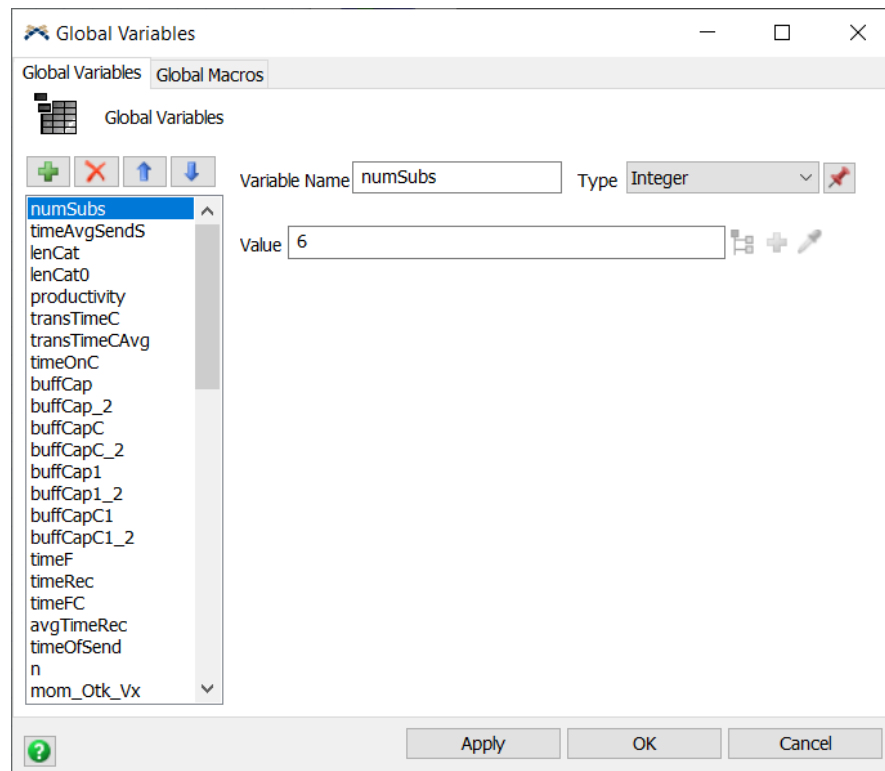 Global Variables
Global Variables Global Macros
Global Variables
Variable Name numSubs Type Integer
Value 6
numSubs
timeAvgSendS
lenCat
lenCat0
productivity
transTimeC
transTimeCAvg
timeOnC
buffCap
buffCap_2
buffCapC
buffCapC_2
buffCap1
buffCap1_2
buffCapC1
buffCapC1_2
timeF
timeRec
timeFC
avgTimeRec
timeOfSend
n
mom_Otk_Vx
Apply OK Cancel